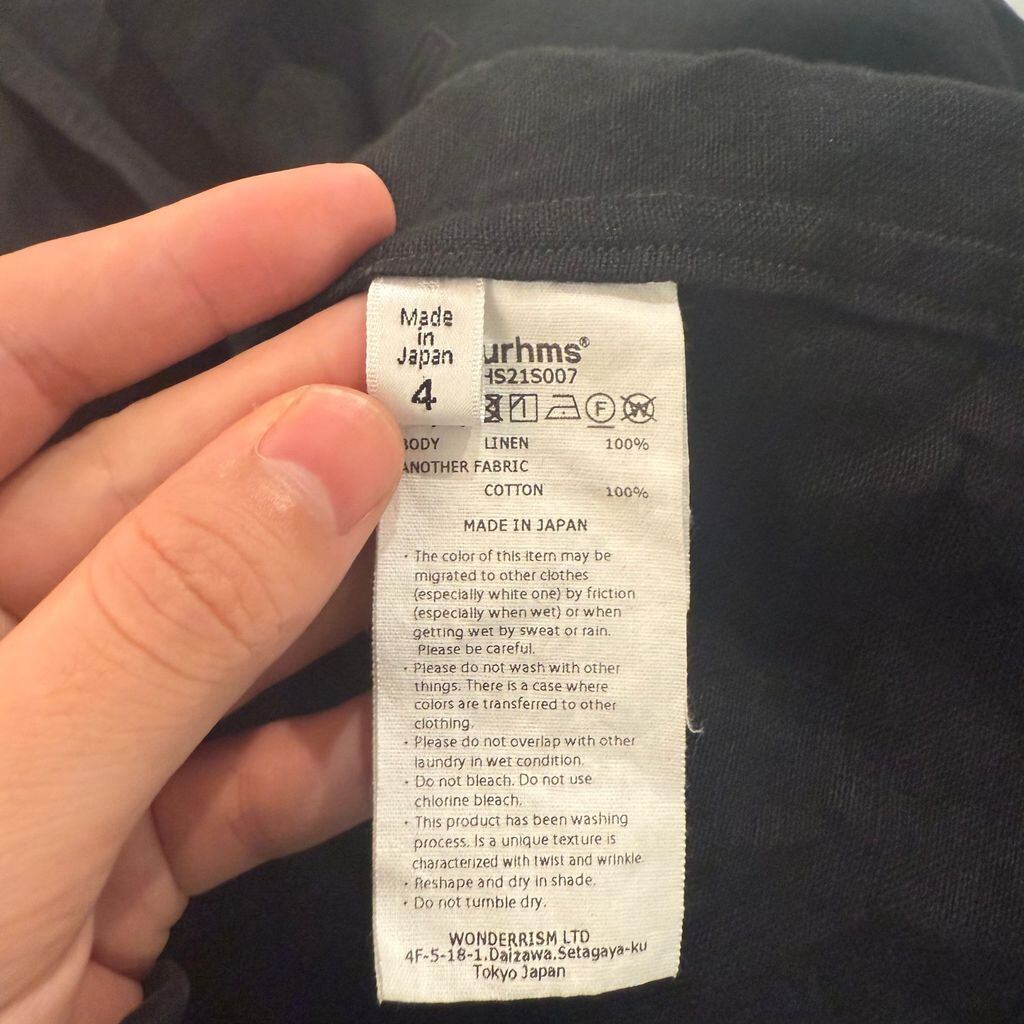 Made
in
Japan
4
urhms®
HS21S007
F
W
BODY LINEN 100%
ANOTHER FABRIC
COTTON 100%
MADE IN JAPAN
・The color of this item may be
migrated to other clothes
(especially white one) by friction
(especially when wet) or when
getting wet by sweat or rain.
Please be careful.
・Please do not wash with other
things. There is a case where
colors are transferred to other
clothing.
・Please do not overlap with other
laundry in wet condition.
・Do not bleach. Do not use
chlorine bleach.
・This product has been washing
process. Is a unique texture is
characterized with twist and wrinkle.
・Reshape and dry in shade.
・Do not tumble dry.
WONDERRISM LTD
4F-5-18-1.Daizawa.Setagaya-ku
Tokyo Japan